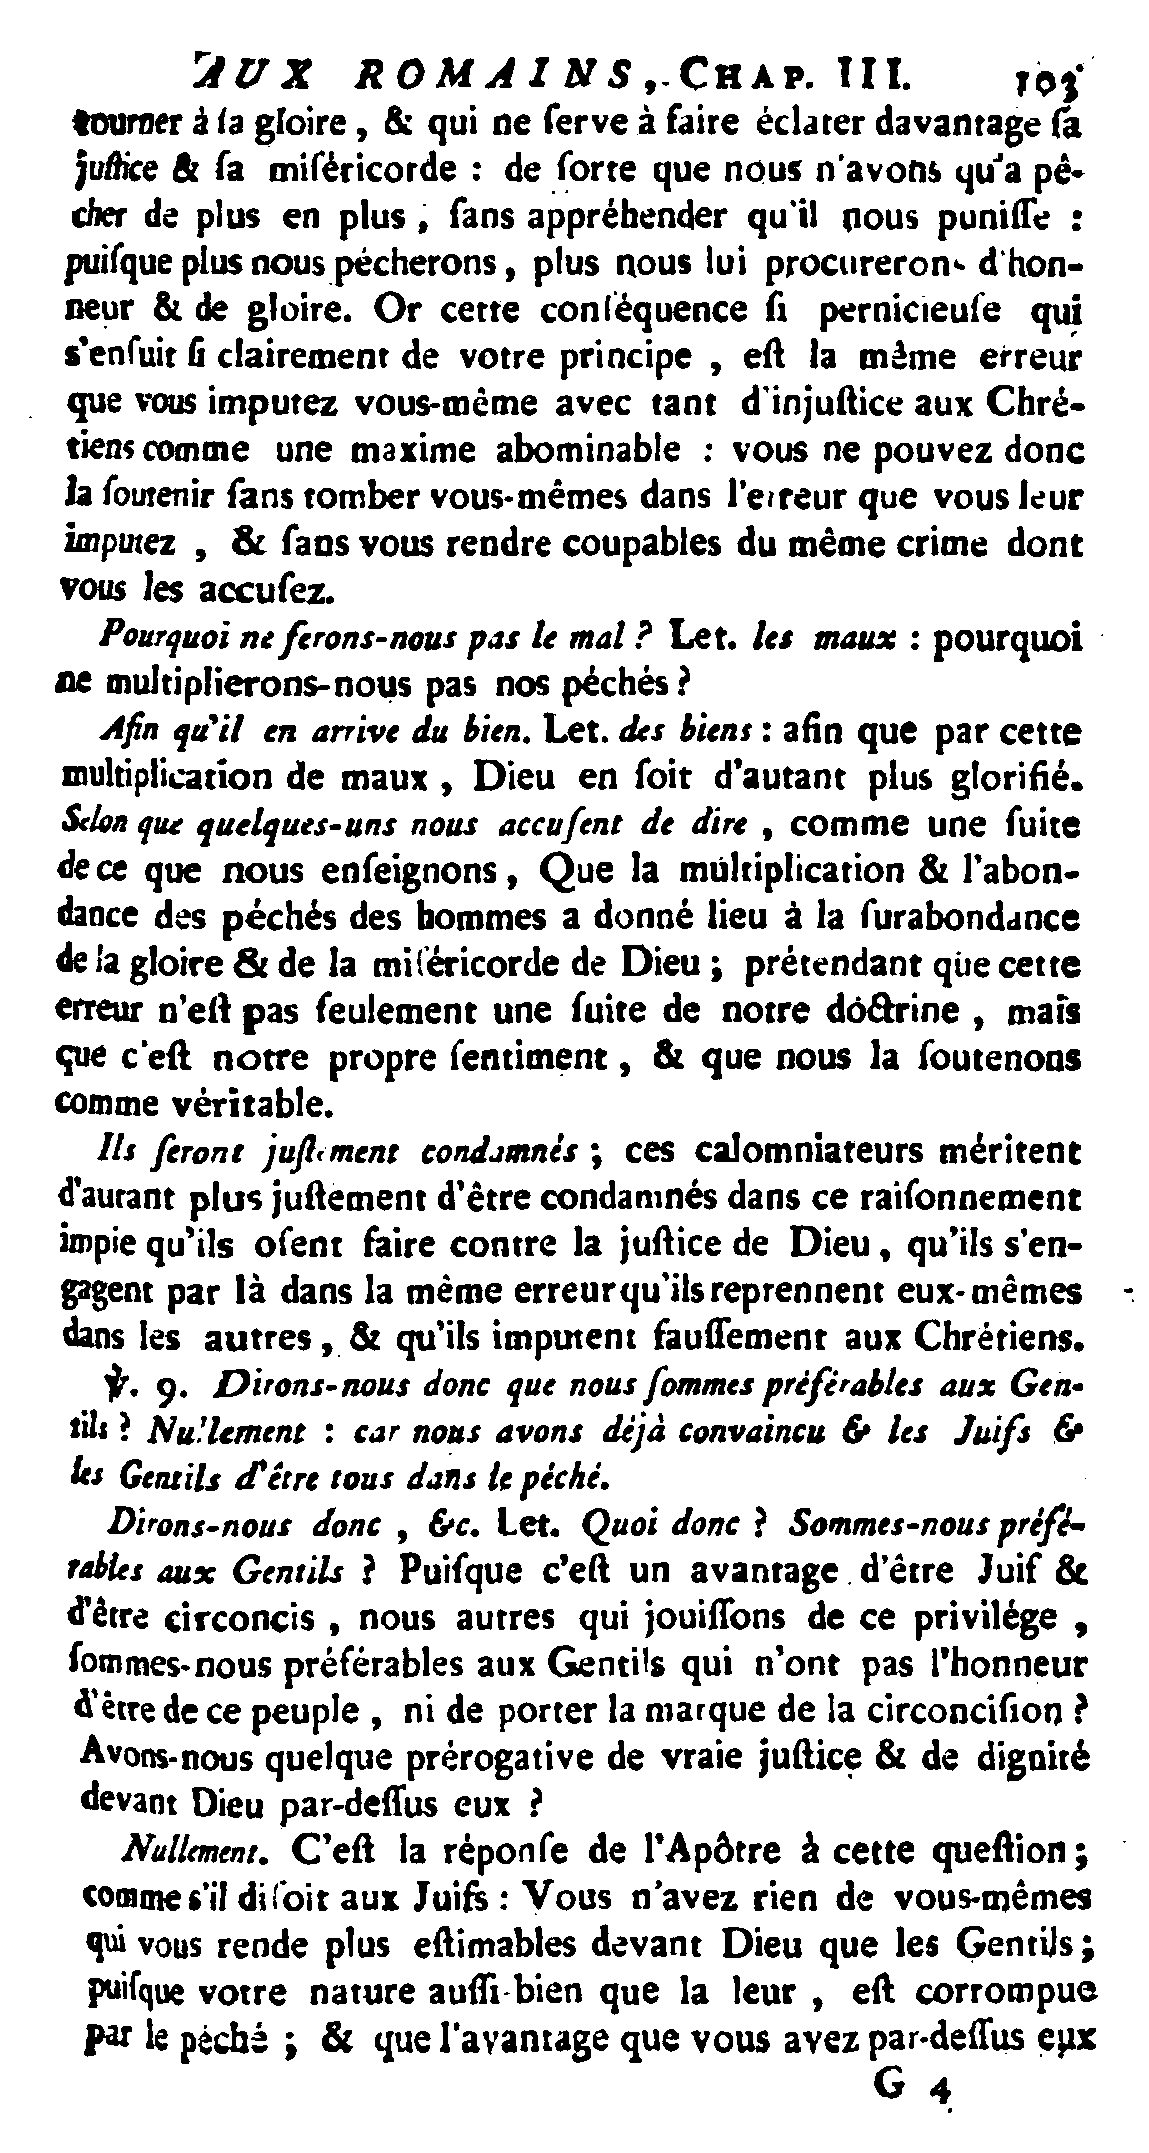 AUX ROMAINS, CHAP. III. 103
tourner à ſa gloire, & qui ne ſerve à faire éclater davantage ſa
juſtice & ſa miſéricorde : de ſorte que nous n'avons qu'a pê-
cher de plus en plus, ſans appréhender qu'il nous puniſſe :
puiſque plus nous pécherons, plus nous lui procurerons d'hon-
neur & de gloire. Or cette conſéquence ſi pernicieuſe qui
s'enſuit ſi clairement de votre principe, eſt la même erreur
que vous imputez vous-même avec tant d'injuſtice aux Chré-
tiens comme une maxime abominable : vous ne pouvez donc
la ſoutenir ſans tomber vous-mêmes dans l'erreur que vous leur
imputez, & ſans vous rendre coupables du même crime dont
vous les accuſez.
Pourquoi ne ferons-nous pas le mal ? Let. les maux : pourquoi
ne multiplierons-nous pas nos péchés ?
Afin qu'il en arrive du bien. Let. des biens : afin que par cette
multiplication de maux, Dieu en ſoit d'autant plus glorifié.
Selon que quelques-uns nous accuſent de dire, comme une ſuite
de ce que nous enſeignons, Que la multiplication & l'abon-
dance des péchés des hommes a donné lieu à la ſurabondance
de la gloire & de la miſéricorde de Dieu ; prétendant que cette
erreur n'eſt pas ſeulement une ſuite de notre doctrine, mais
que c'eſt notre propre ſentiment, & que nous la ſoutenons
comme véritable.
Ils ſeront juſtement condamnés ; ces calomniateurs méritent
d'autant plus juſtement d'être condamnés dans ce raiſonnement
impie qu'ils oſent faire contre la juſtice de Dieu, qu'ils s'en-
gagent par là dans la même erreur qu'ils reprennent eux-mêmes
dans les autres, & qu'ils imputent fauſſement aux Chrétiens.
℣. 9. Dirons-nous donc que nous ſommes préférables aux Gen-
tils ? Nullement : car nous avons déjà convaincu & les Juifs &
les Gentils d'être tous dans le péché.
Dirons-nous donc, &c. Let. Quoi donc ? Sommes-nous préfé-
rables aux Gentils ? Puiſque c'eſt un avantage d'être Juif &
d'être circoncis, nous autres qui jouiſſons de ce privilége,
ſommes-nous préférables aux Gentils qui n'ont pas l'honneur
d'être de ce peuple, ni de porter la marque de la circonciſion ?
Avons-nous quelque prérogative de vraie juſtice & de dignité
devant Dieu par-deſſus eux ?
Nullement. C'eſt la réponſe de l'Apôtre à cette queſtion ;
comme s'il diſoit aux Juifs : Vous n'avez rien de vous-mêmes
qui vous rende plus eſtimables devant Dieu que les Gentils ;
puiſque votre nature auſſi-bien que la leur, eſt corrompue
par le péché ; & que l'avantage que vous avez par-deſſus eux
G 4